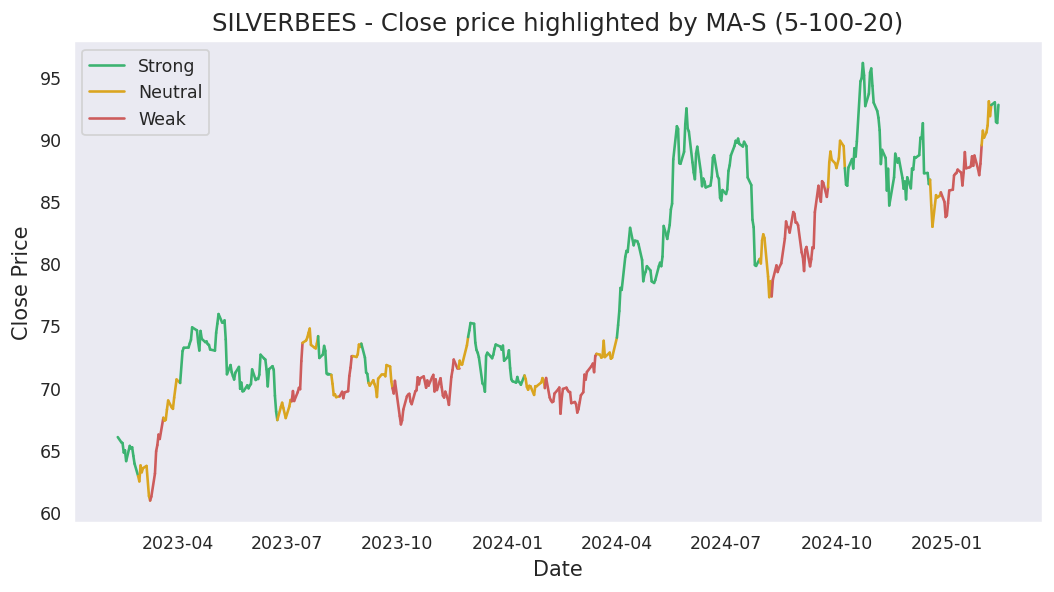 SILVERBEES - Close price highlighted by MA-S (5-100-20)
Strong
Neutral
Weak
Close Price
95
90
85
80
75
70
65
60
2023-04 2023-07 2023-10 2024-01 2024-04 2024-07 2024-10 2025-01
Date